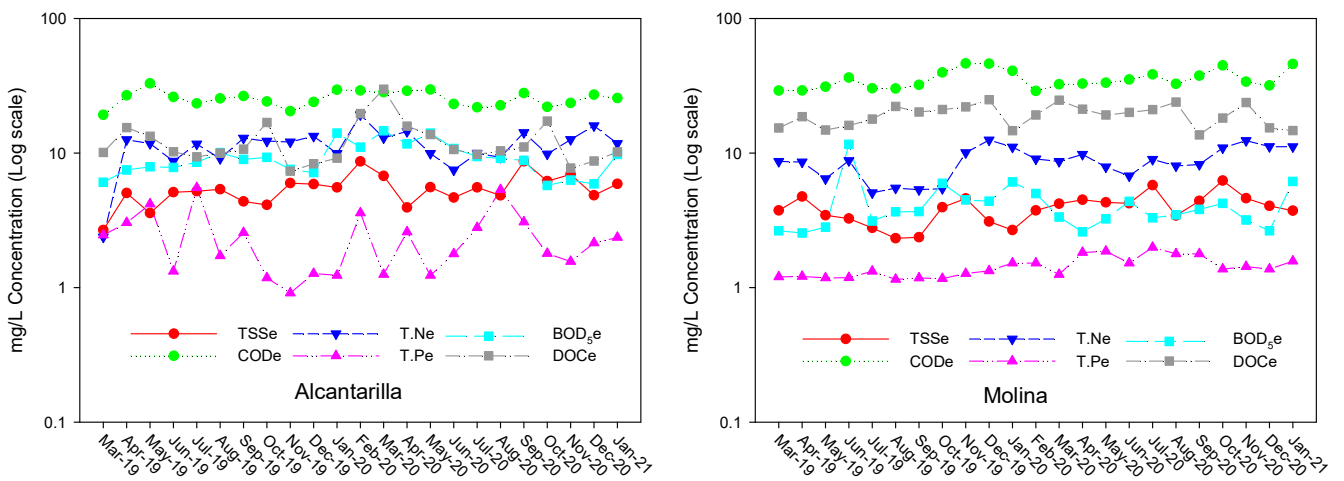 mg/L Concentration (Log scale)
100
10
1
0.1
TSSe T.Ne BOD₅e
CODe T.Pe DOCe
Alcantarilla
Mar-19 Apr-19 May-19 Jun-19 Jul-19 Aug-19 Sep-19 Oct-19 Nov-19 Dec-19 Jan-20 Feb-20 Mar-20 Apr-20 May-20 Jun-20 Jul-20 Aug-20 Sep-20 Oct-20 Nov-20 Dec-20 Jan-21
mg/L Concentration (Log scale)
100
10
1
0.1
TSSe T.Ne BOD₅e
CODe T.Pe DOCe
Molina
Mar-19 Apr-19 May-19 Jun-19 Jul-19 Aug-19 Sep-19 Oct-19 Nov-19 Dec-19 Jan-20 Feb-20 Mar-20 Apr-20 May-20 Jun-20 Jul-20 Aug-20 Sep-20 Oct-20 Nov-20 Dec-20 Jan-21